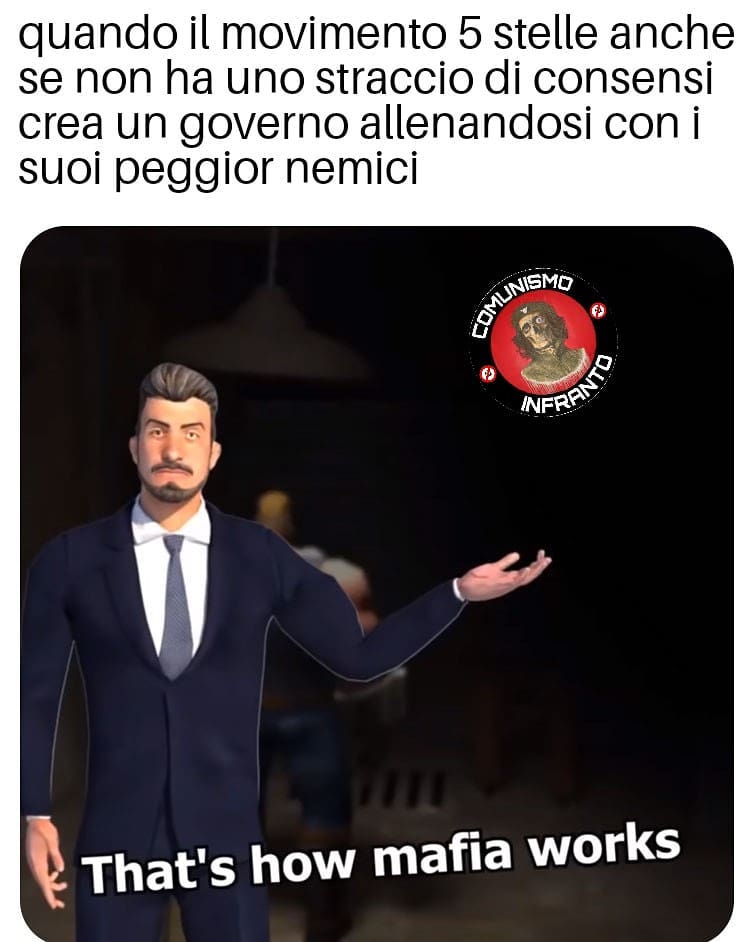 quando il movimento 5 stelle anche
se non ha uno straccio di consensi
crea un governo allenandosi con i
suoi peggior nemici
COMUNISMO
INFRANTO
That's how mafia works